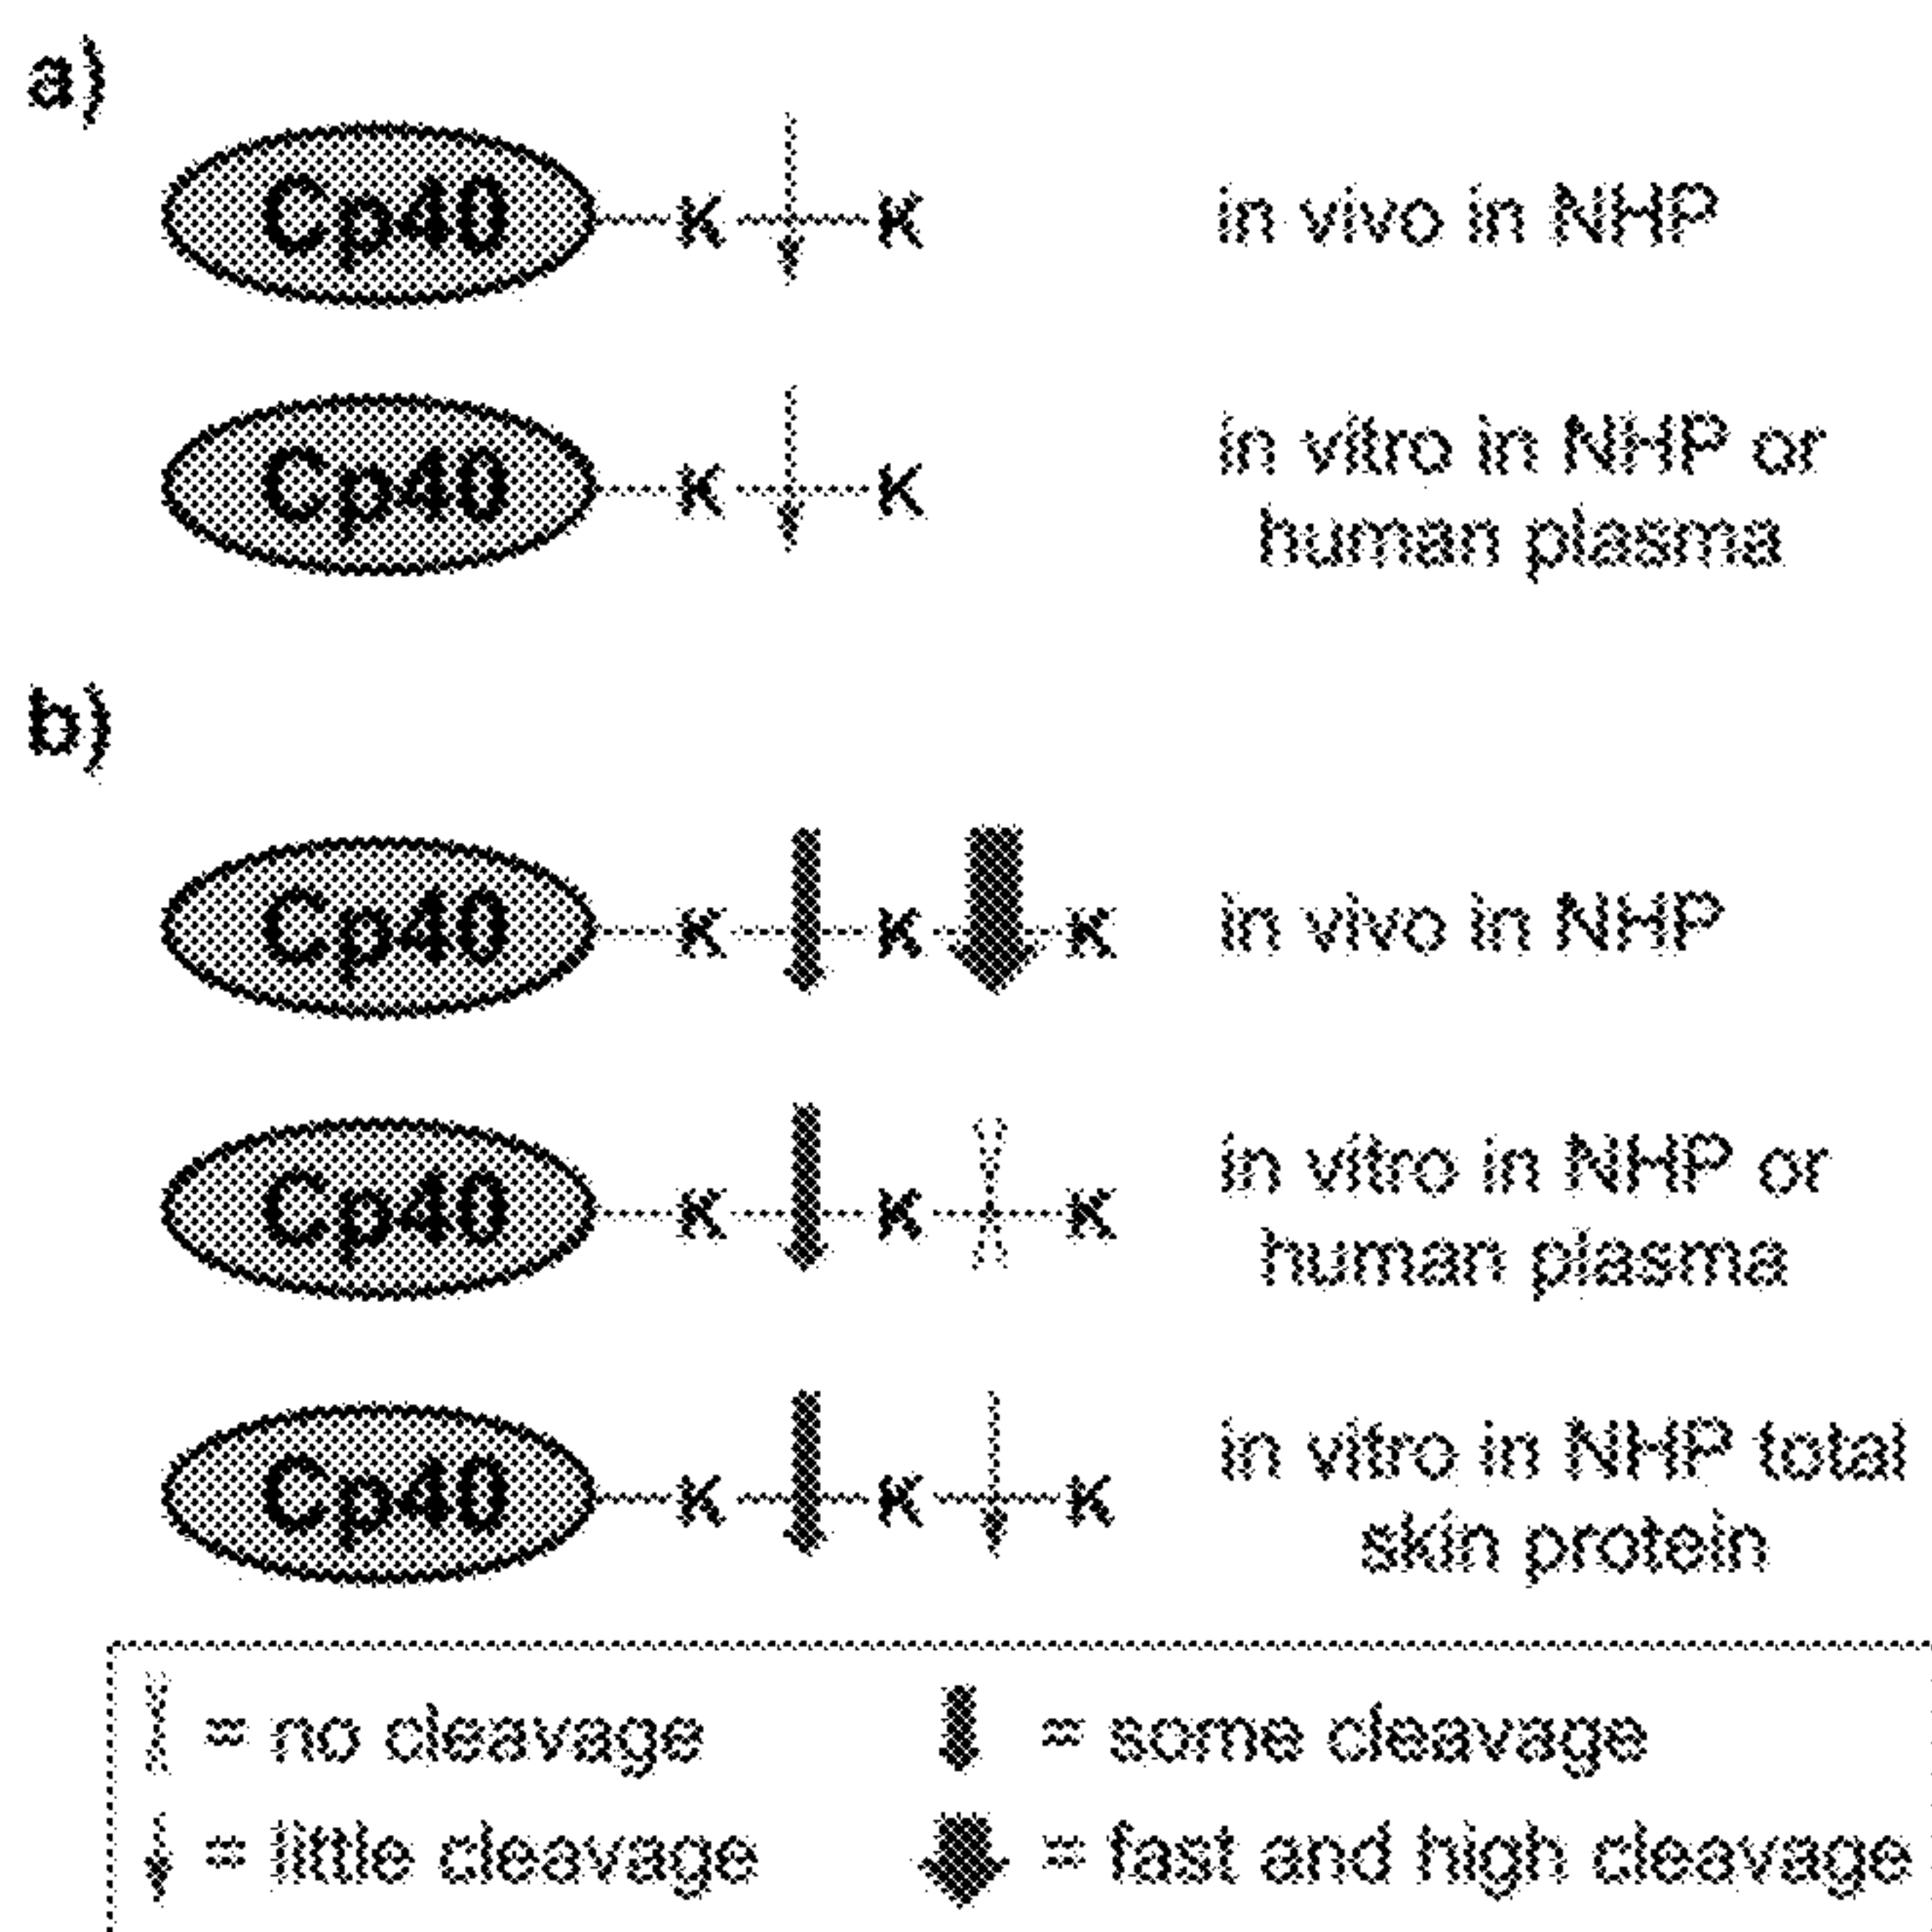 a)
Cp40 K K in vivo in NHP
Cp40 K K in vitro in NHP or
human plasma
b)
Cp40 K K K in vivo in NHP
Cp40 K K K in vitro in NHP or
human plasma
Cp40 K K K in vitro in NHP total
skin protein
= no cleavage = some cleavage
= little cleavage = fast and high cleavage